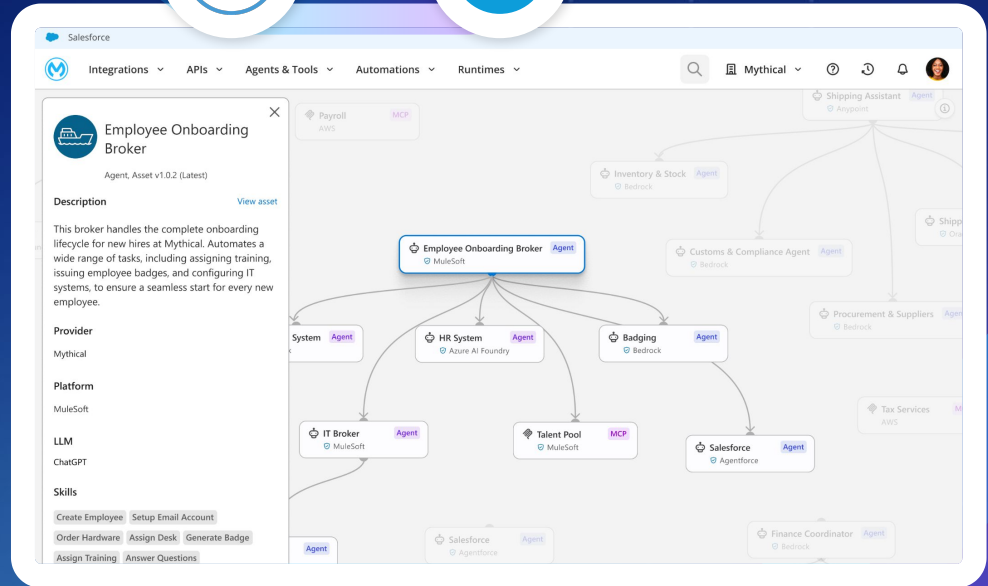 Salesforce
Integrations APIs Agents & Tools Automations Runtimes Mythical
Employee Onboarding
Broker
Agent, Asset v1.0.2 (Latest)
Description View asset
This broker handles the complete onboarding
lifecycle for new hires at Mythical. Automates a
wide range of tasks, including assigning training,
issuing employee badges, and configuring IT
systems, to ensure a seamless start for every new
employee.
Provider
Mythical
Platform
MuleSoft
LLM
ChatGPT
Skills
Create Employee Setup Email Account
Order Hardware Assign Desk Generate Badge
Assign Training Answer Questions
Payroll MCP
AWS
Shipping Assistant Agent
Anypoint
Inventory & Stock Agent
Bedrock
Employee Onboarding Broker Agent
MuleSoft
Customs & Compliance Agent Agent
Bedrock
Procurement & Suppliers
Bedrock
System Agent
HR System Agent
Azure AI Foundry
Badging Agent
Bedrock
Tax Services
AWS
IT Broker Agent
MuleSoft
Talent Pool MCP
MuleSoft
Salesforce Agent
Agentforce
Agent
Salesforce Agent
Agentforce
Finance Coordinator Agent
Bedrock